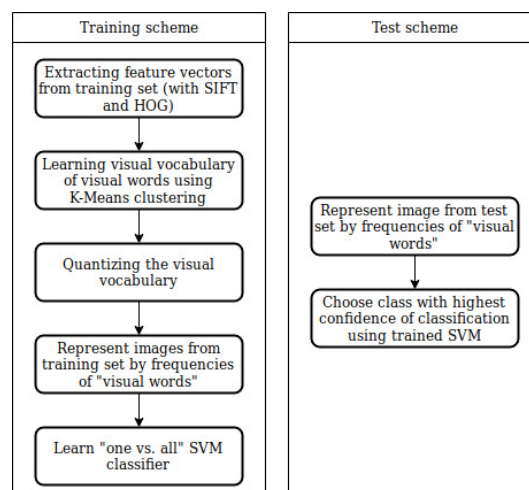 Training scheme
Extracting feature vectors
from training set (with SIFT
and HOG)
Learning visual vocabulary
of visual words using
K-Means clustering
Quantizing the visual
vocabulary
Represent images from
training set by frequencies
of "visual words"
Learn "one vs. all" SVM
classifier
Test scheme
Represent image from test
set by frequencies of "visual
words"
Choose class with highest
confidence of classification
using trained SVM